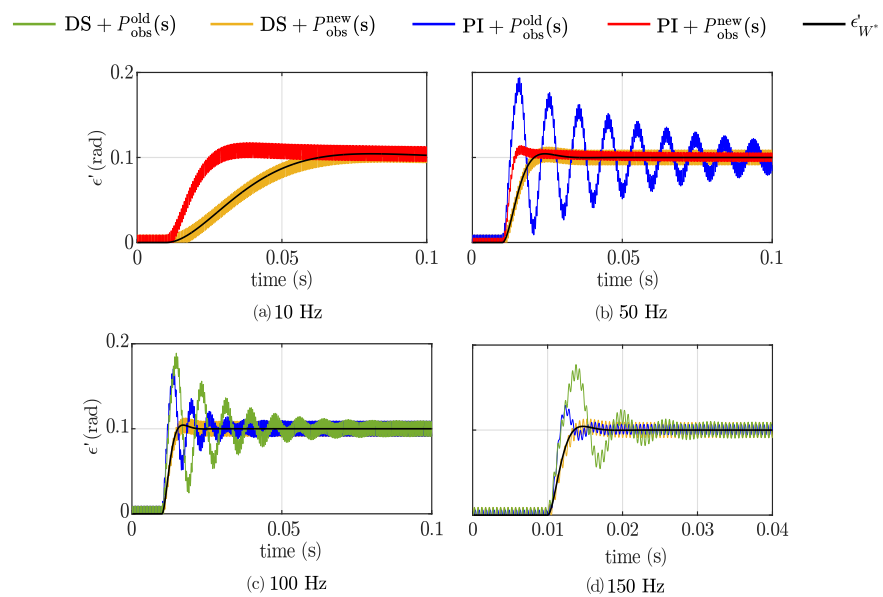 DS + P_obs^old(s) DS + P_obs^new(s) PI + P_obs^old(s) PI + P_obs^new(s) ϵ'_W*
0.2
0.1
0
ϵ' (rad)
0 0.05 0.1
time (s)
(a) 10 Hz
0 0.05 0.1
time (s)
(b) 50 Hz
0.2
0.1
0
ϵ' (rad)
0 0.05 0.1
time (s)
(c) 100 Hz
0 0.01 0.02 0.03 0.04
time (s)
(d) 150 Hz